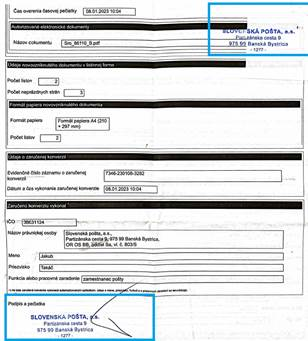 Čas overenia časovej pečiatky 08.01.2023 10:04
SLOVENSKÁ POŠTA, a.s.
Partizánska cesta 9
975 99 Banská Bystrica
- 1277 -
Autorizované elektronické dokumenty
Názov dokumentu Sro_86110_B.pdf
Údaje novovzniknutého dokumentu v listinnej forme
Počet listov 2
Počet neprázdnych strán 3
Formát papiera novovzniknutého dokumentu
Formát papiera Formát papiera A4 (210
× 297 mm)
Počet listov 2
Údaje o zaručenej konverzii
Evidenčné číslo záznamu o zaručenej
konverzii 7346-230108-3282
Dátum a čas vykonania zaručenej konverzie 08.01.2023 10:04
Zaručenú konverziu vykonal
IČO 36631124
Názov právnickej osoby Slovenská pošta, a.s.,
Partizánska cesta 9, 975 99 Banská Bystrica,
OR OS BB, oddiel Sa, vl. č. 803/S
Meno Jakub
Priezvisko Takáč
Funkcia alebo pracovné zaradenie zamestnanec pošty
Podpis a pečiatka
SLOVENSKÁ POŠTA, a.s.
Partizánska cesta 9
975 99 Banská Bystrica
- 1277 -